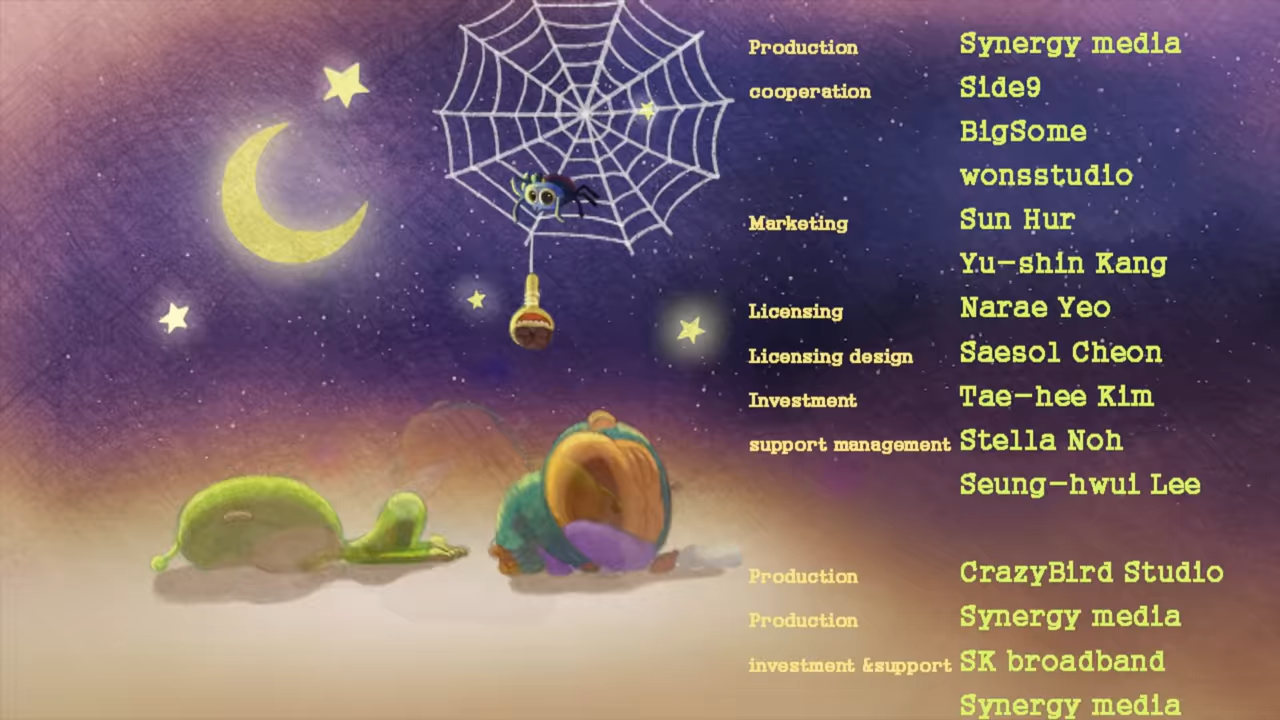 Production Synergy media
cooperation Side9
BigSome
wonsstudio
Marketing Sun Hur
Yu-shin Kang
Licensing Narae Yeo
Licensing design Saesol Cheon
Investment Tae-hee Kim
support management Stella Noh
Seung-hwui Lee
Production CrazyBird Studio
Production Synergy media
investment &support SK broadband
Synergy media